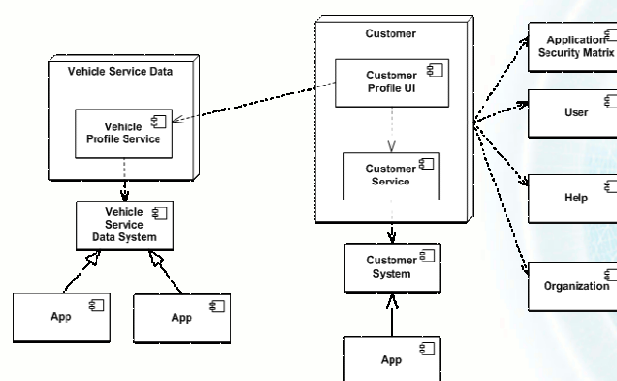 Customer
Application
Security Matrix
Vehicle Service Data
Customer
Profile UI
User
Vehicle
Profile Service
Customer
Service
Help
Vehicle
Service
Data System
Customer
System
Organization
App
App
App